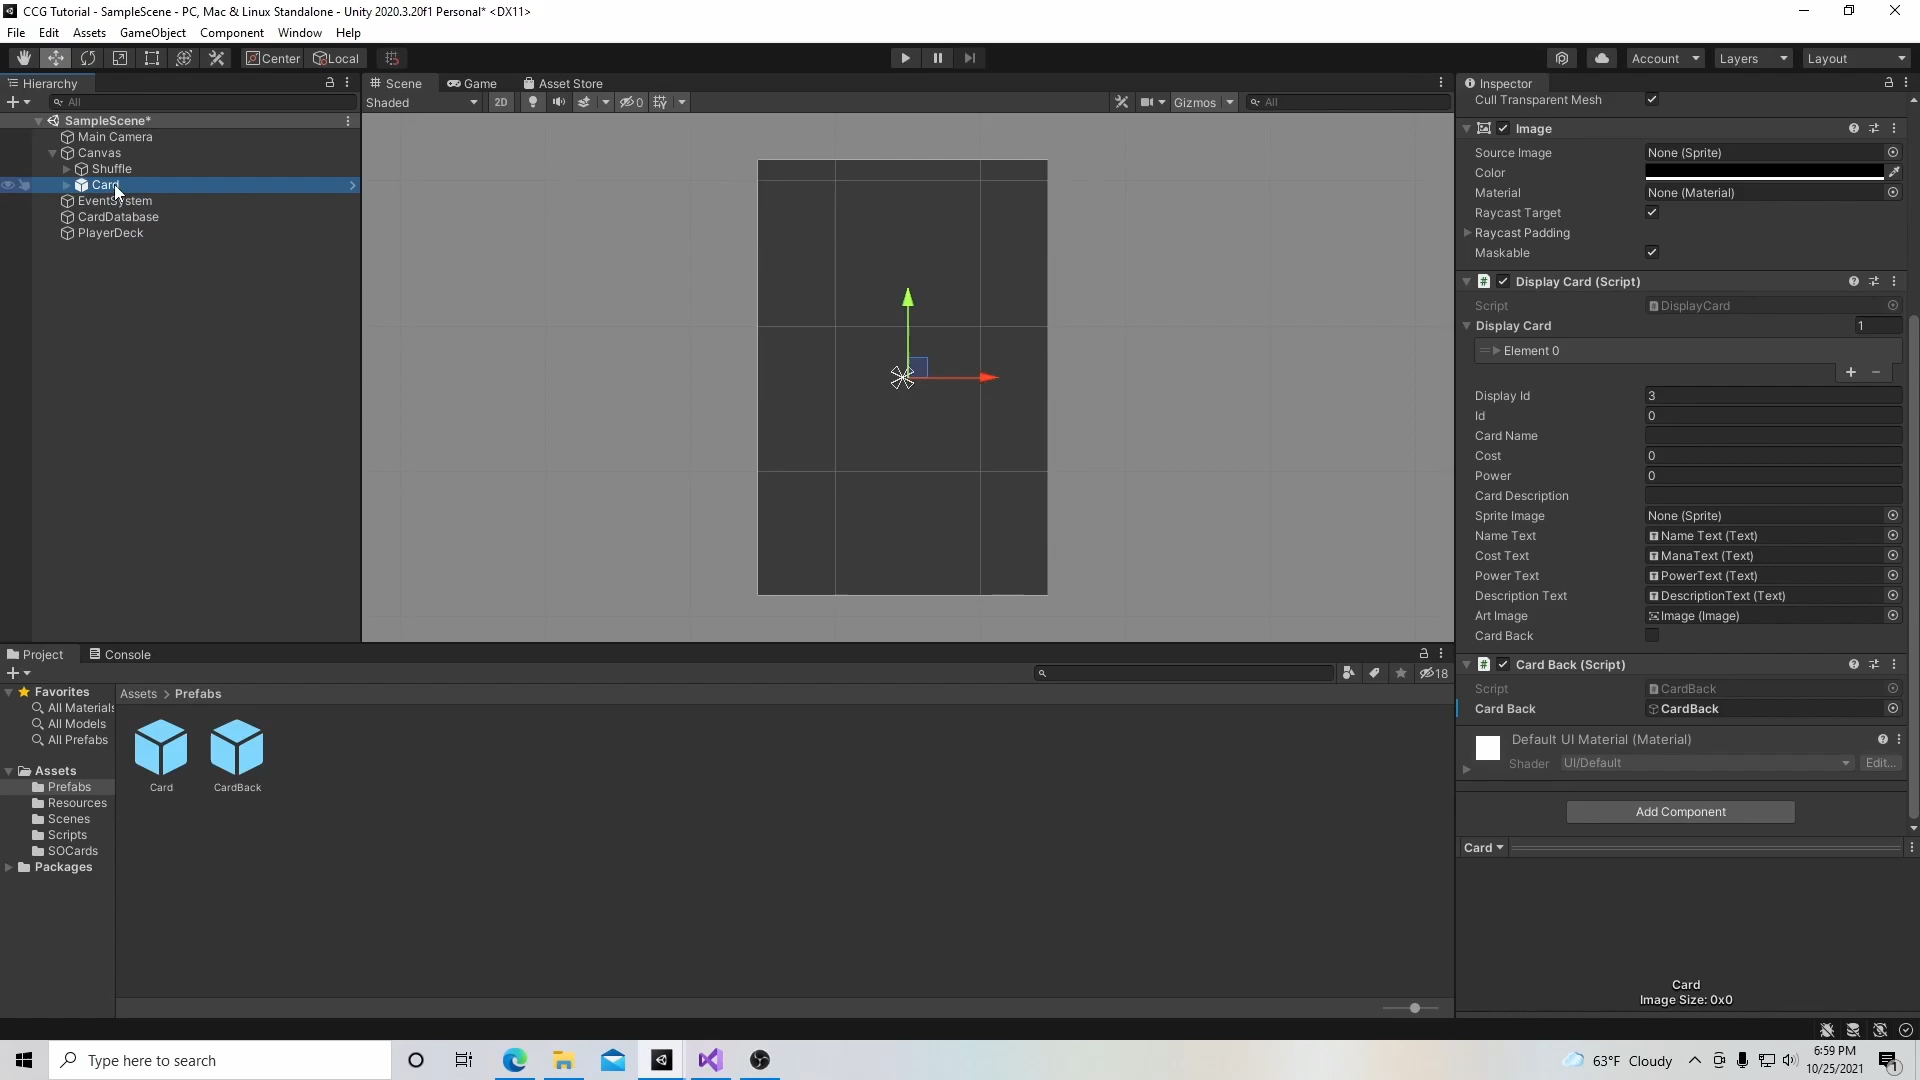 CCG Tutorial - SampleScene - PC, Mac & Linux Standalone - Unity 2020.3.20f1 Personal* <DX11>
File Edit Assets GameObject Component Window Help
Center Local Account Layers Layout
Hierarchy
All
SampleScene*
Main Camera
Canvas
Shuffle
Card
EventSystem
CardDatabase
PlayerDeck
Scene Game Asset Store
Shaded 2D 0 Gizmos All
Inspector
Cull Transparent Mesh
Image
Source Image None (Sprite)
Color
Material None (Material)
Raycast Target
Raycast Padding
Maskable
# Display Card (Script)
Script DisplayCard
Display Card 1
Element 0
+ −
Display Id 3
Id 0
Card Name
Cost 0
Power 0
Card Description
Sprite Image None (Sprite)
Name Text Name Text (Text)
Cost Text ManaText (Text)
Power Text PowerText (Text)
Description Text DescriptionText (Text)
Art Image Image (Image)
Card Back
# Card Back (Script)
Script CardBack
Card Back CardBack
Default UI Material (Material)
Shader UI/Default Edit...
Add Component
Card
Card
Image Size: 0x0
Project Console
18
Favorites
All Materials
All Models
All Prefabs
Assets
Prefabs
Resources
Scenes
Scripts
SOCards
Packages
Assets > Prefabs
Card CardBack
Type here to search
63°F Cloudy
6:59 PM
10/25/2021
1